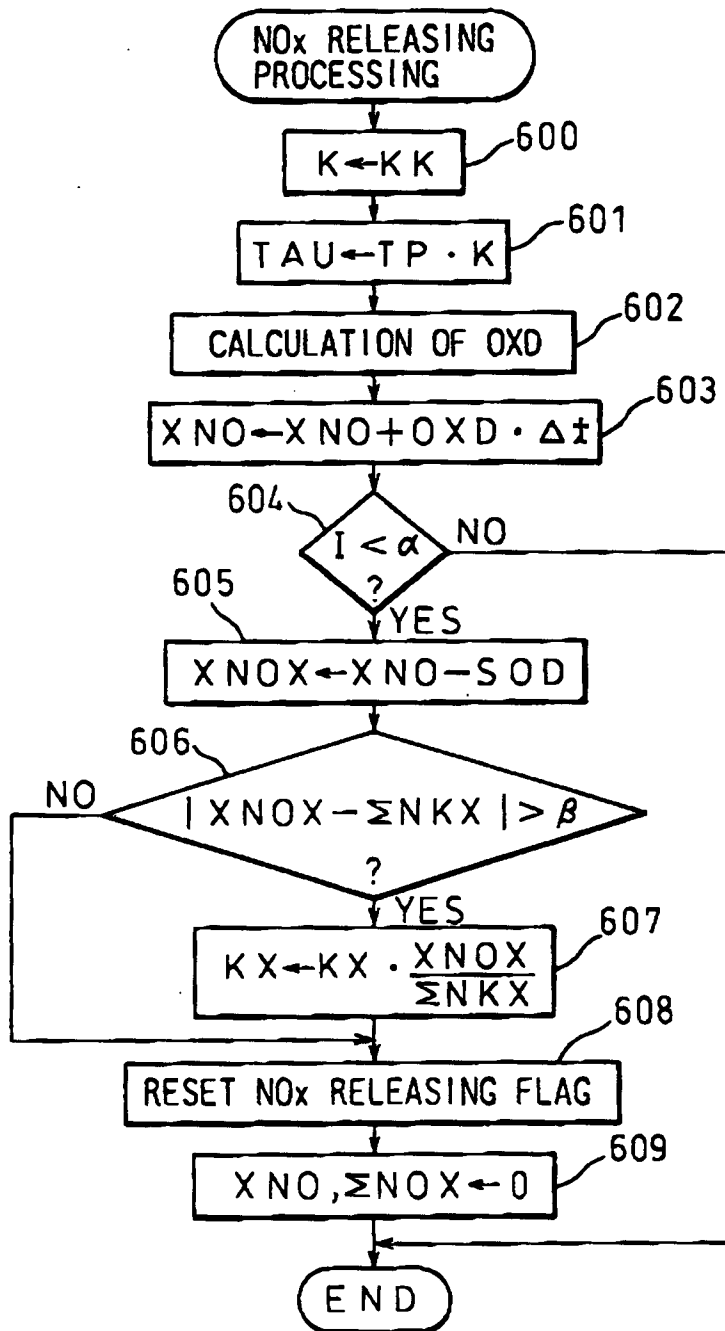 NOx RELEASING
PROCESSING
600
K←KK
601
TAU←TP・K
602
CALCULATION OF OXD
603
XNO←XNO+OXD・Δt
604
I < α
?
NO
YES
605
XNOX←XNO−SOD
606
NO
| XNOX−ΣNKX | > β
?
YES
607
KX←KX・XNOX
ΣNKX
608
RESET NOx RELEASING FLAG
609
XNO,ΣNOX←0
END